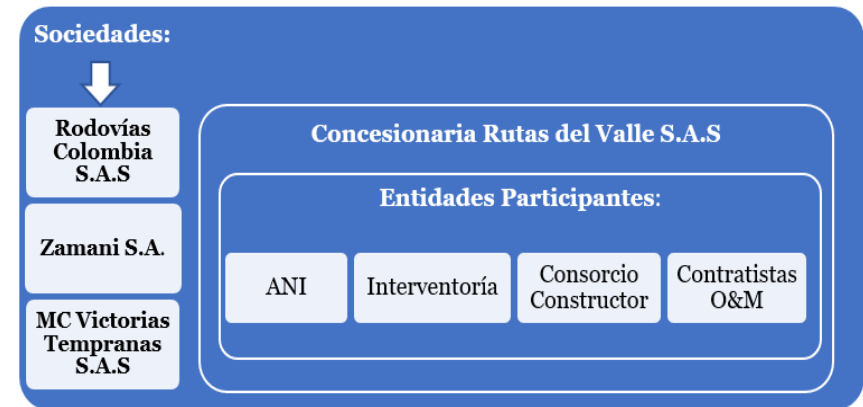 Sociedades:
Rodovías
Colombia
S.A.S
Zamani S.A.
MC Victorias
Tempranas
S.A.S
Concesionaria Rutas del Valle S.A.S
Entidades Participantes:
ANI
Interventoría
Consorcio
Constructor
Contratistas
O&M